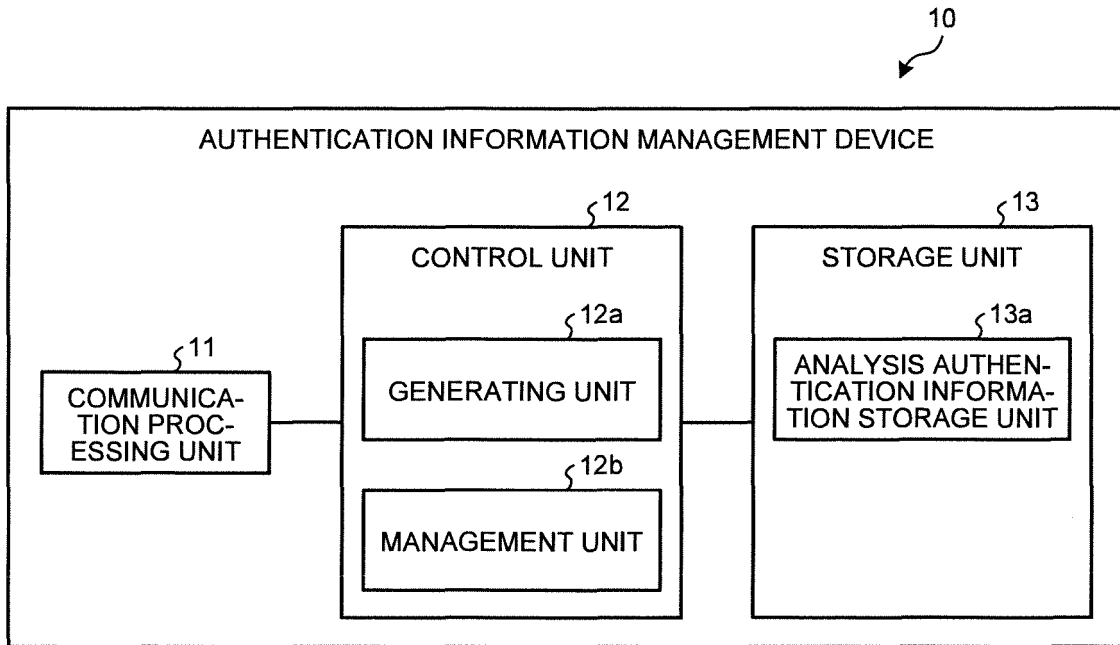 10
AUTHENTICATION INFORMATION MANAGEMENT DEVICE
12
CONTROL UNIT
13
STORAGE UNIT
11
COMMUNICA-
TION PROC-
ESSING UNIT
12a
GENERATING UNIT
12b
MANAGEMENT UNIT
13a
ANALYSIS AUTHEN-
TICATION INFORMA-
TION STORAGE UNIT